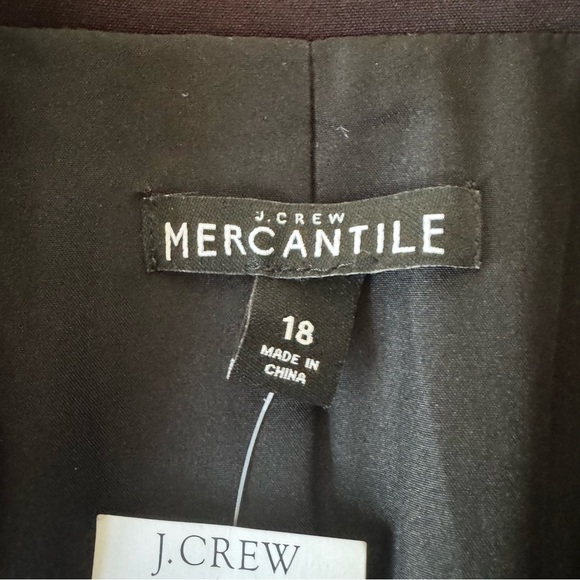 J.CREW
MERCANTILE
18
MADE IN
CHINA
J.CREW